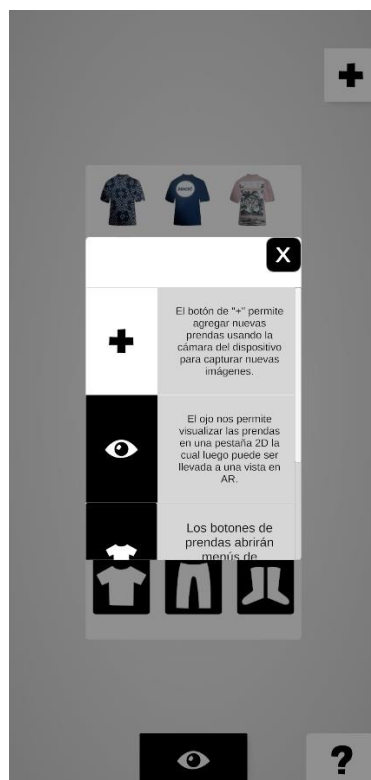 X
El botón de "+" permite
agregar nuevas
prendas usando la
cámara del dispositivo
para capturar nuevas
imágenes.
El ojo nos permite
visualizar las prendas
en una pestaña 2D la
cual luego puede ser
llevada a una vista en
AR.
Los botones de
prendas abrirán
menús de
?